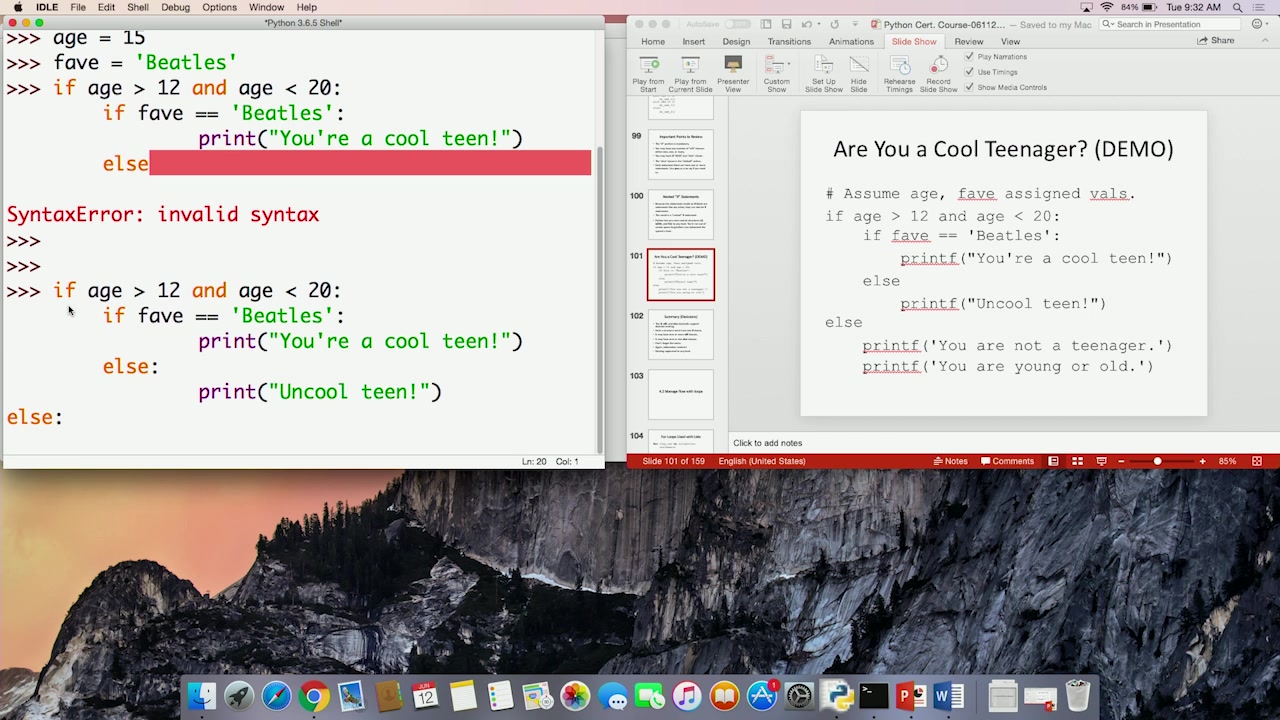 IDLE File Edit Shell Debug Options Window Help
84% Tue 9:32 AM
*Python 3.6.5 Shell*
>>> age = 15
>>> fave = 'Beatles'
>>> if age > 12 and age < 20:
if fave == 'Beatles':
print("You're a cool teen!")
else
SyntaxError: invalid syntax
>>>
>>>
>>> if age > 12 and age < 20:
if fave == 'Beatles':
print("You're a cool teen!")
else:
print("Uncool teen!")
else:
Ln: 20 Col: 1
AutoSave
Python Cert. Course-06112... — Saved to my Mac
Search in Presentation
Home Insert Design Transitions Animations Slide Show Review View
Share
Play from Start
Play from Current Slide
Presenter View
Custom Show
Set Up Slide Show
Hide Slide
Rehearse Timings
Record Slide Show
Play Narrations
Use Timings
Show Media Controls
99
Important Points to Review
100
Nested "If" Statements
101
Are You a Cool Teenager? (DEMO)
102
Summary (Decisions)
103
104
For Loops Used with Lists
Are You a Cool Teenager? (DEMO)
# Assume age, fave assigned vals.
if age > 12 and age < 20:
if fave == 'Beatles':
printf("You're a cool teen!")
else
printf("Uncool teen!")
else
printf('You are not a teenager.')
printf('You are young or old.')
Click to add notes
Slide 101 of 159 English (United States)
Notes Comments
85%
JUN
12
1